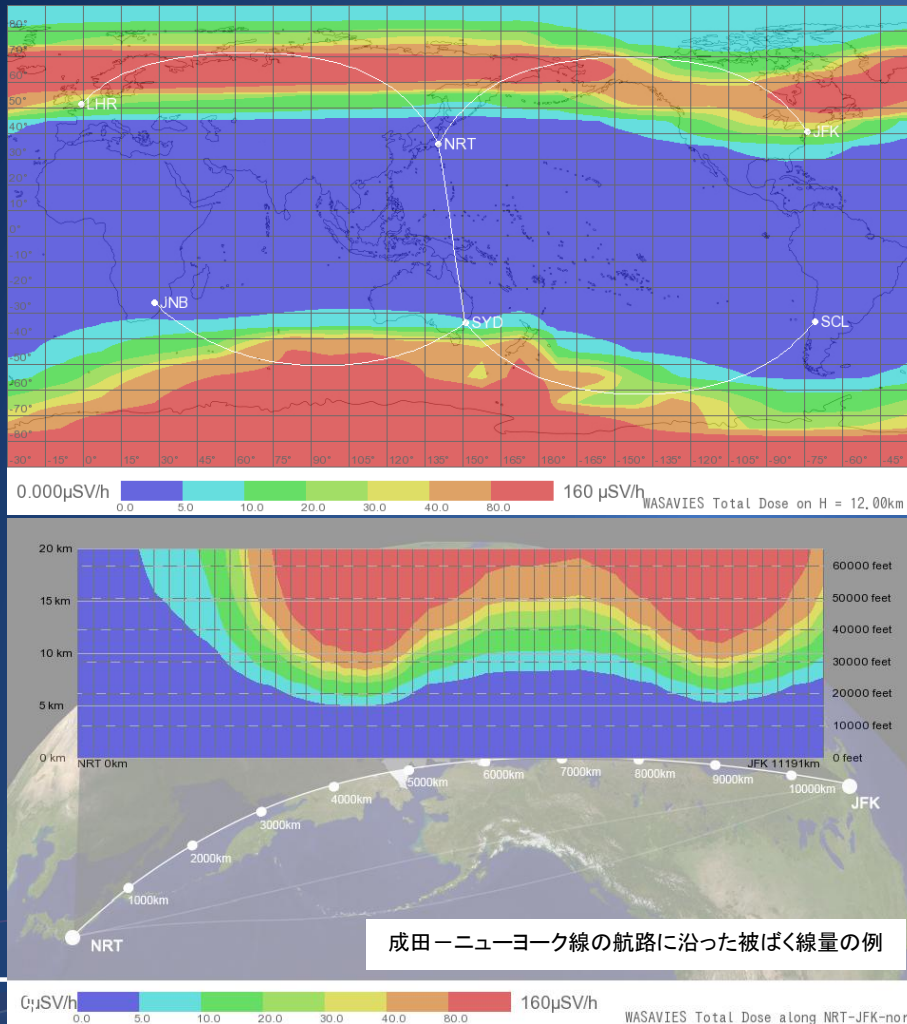 80°
70°
60°
50°
40°
30°
20°
10°
0°
-10°
-20°
-30°
-40°
-50°
-60°
-70°
-80°
LHR
NRT
JFK
JNB
SYD
SCL
-30° -15° 0° 15° 30° 45° 60° 75° 90° 105° 120° 135° 150° 165° 180° -165° -150° -135° -120° -105° -90° -75° -60° -45°
0.000µSV/h 160 µSV/h
0.0 5.0 10.0 20.0 30.0 40.0 80.0
WASAVIES Total Dose on H = 12.00km
20 km
15 km
10 km
5 km
0 km
60000 feet
50000 feet
40000 feet
30000 feet
20000 feet
10000 feet
0 feet
NRT 0km
JFK 11191km
1000km
2000km
3000km
4000km
5000km
6000km
7000km
8000km
9000km
10000km
JFK
NRT
成田－ニューヨーク線の航路に沿った被ばく線量の例
µSV/h 160µSV/h
0.0 5.0 10.0 20.0 30.0 40.0 80.0
WASAVIES Total Dose along NRT-JFK-nor